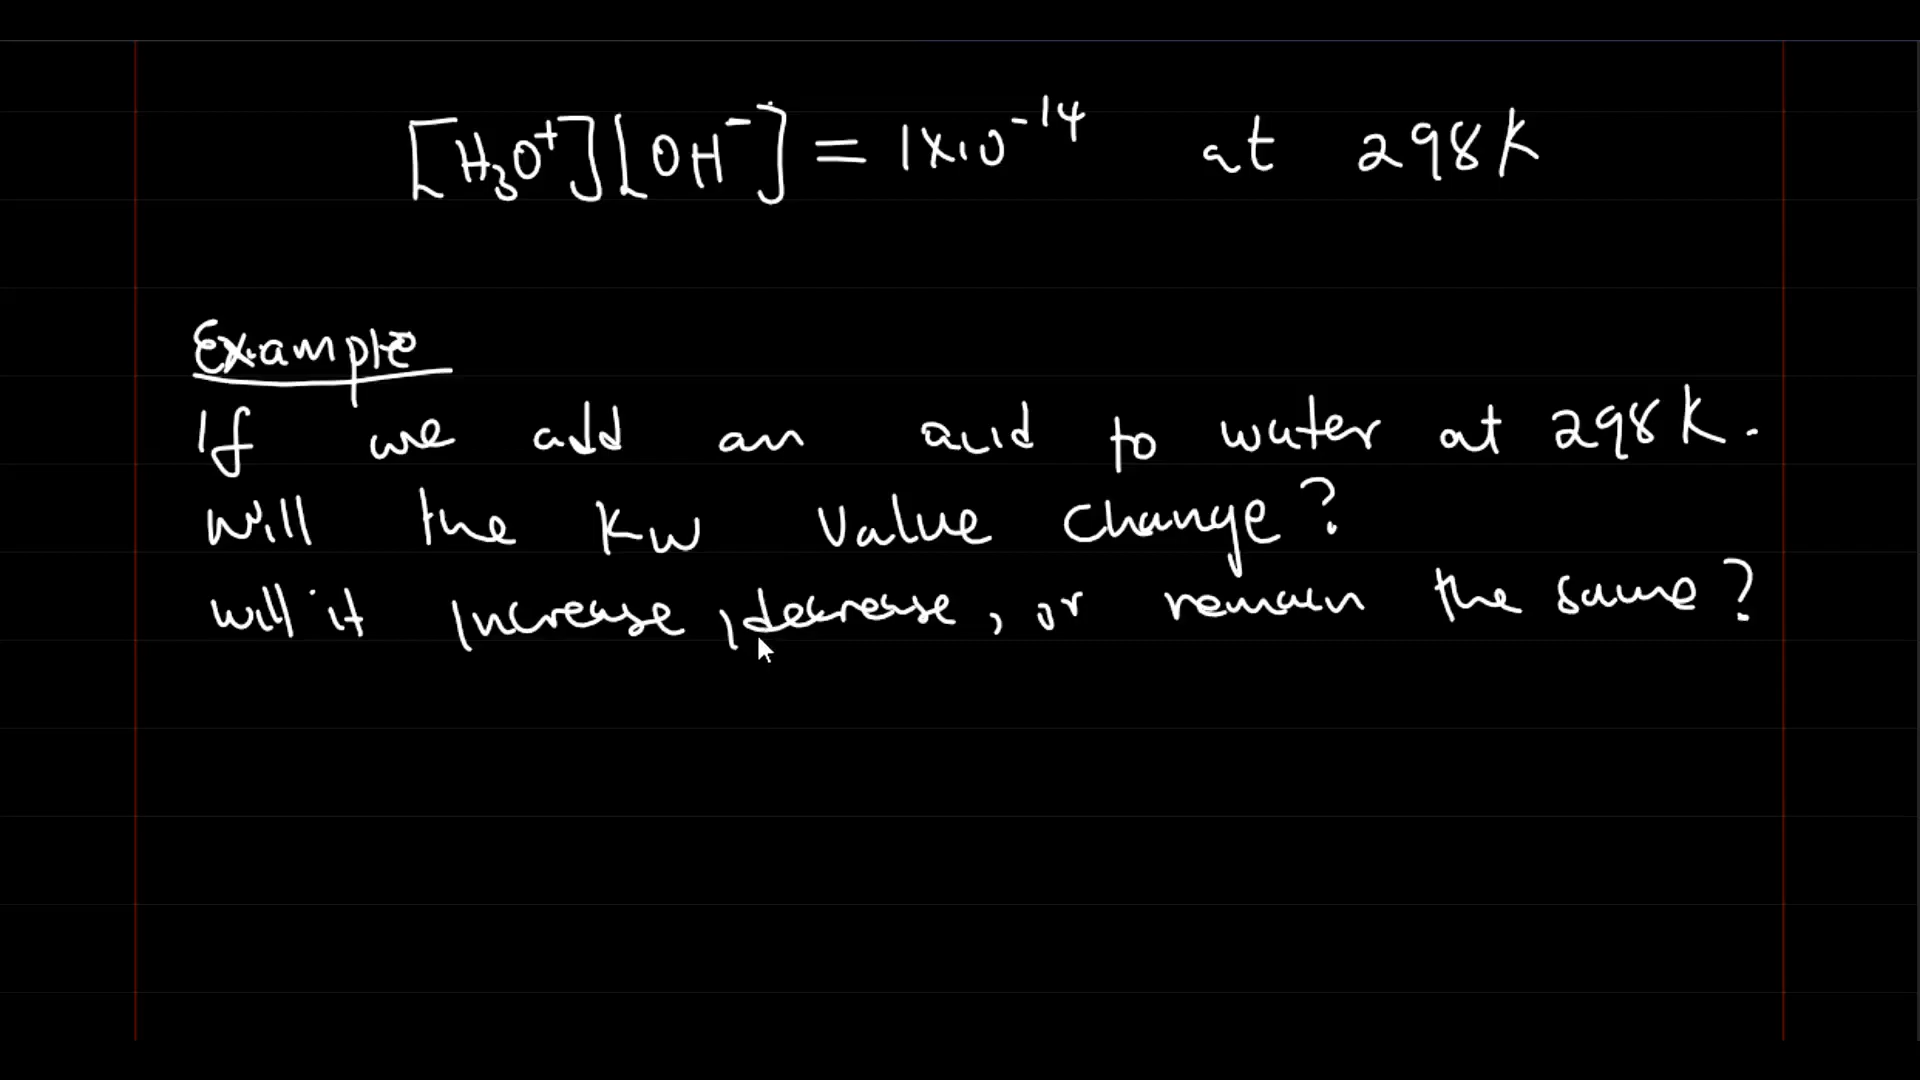 [H₃O⁺][OH⁻] = 1x10⁻¹⁴ at 298K
Example
If we add an acid to water at 298K.
Will the Kw value change?
will it Increase, decrease, or remain the same?